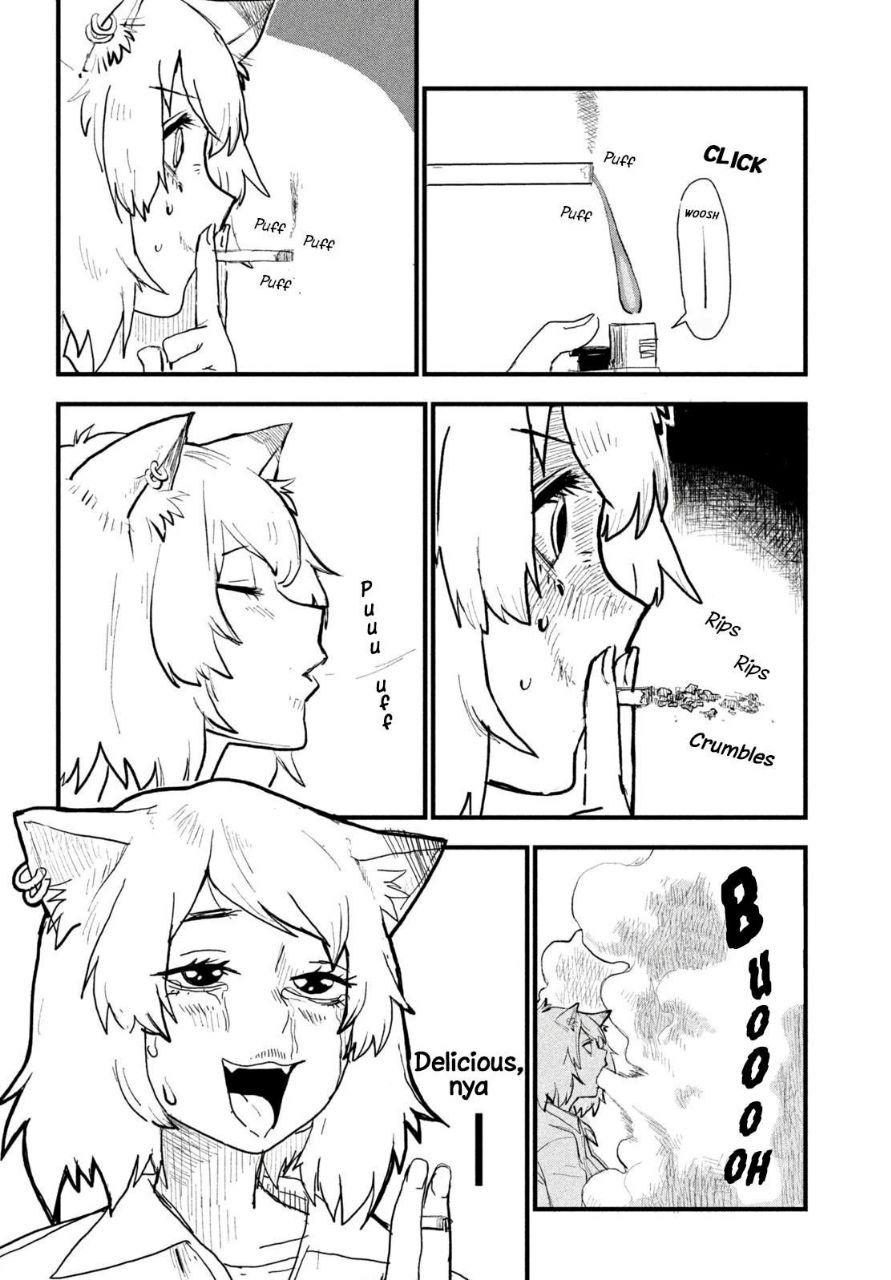 CLICK
Puff
WOOSH
Puff
Puff
Puff
Puff
Rips
Rips
Crumbles
Puuu uff
BUOOOOH
Delicious,
nya